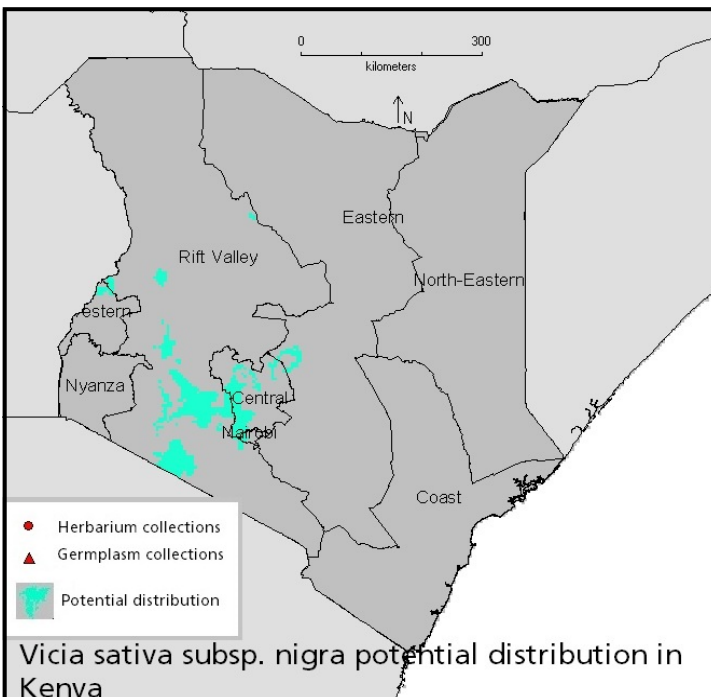 0 300
kilometers
N
Eastern
Rift Valley
North-Eastern
estern
Nyanza
Central
Nairobi
Coast
Herbarium collections
Germplasm collections
Potential distribution
Vicia sativa subsp. nigra potential distribution in
Kenya